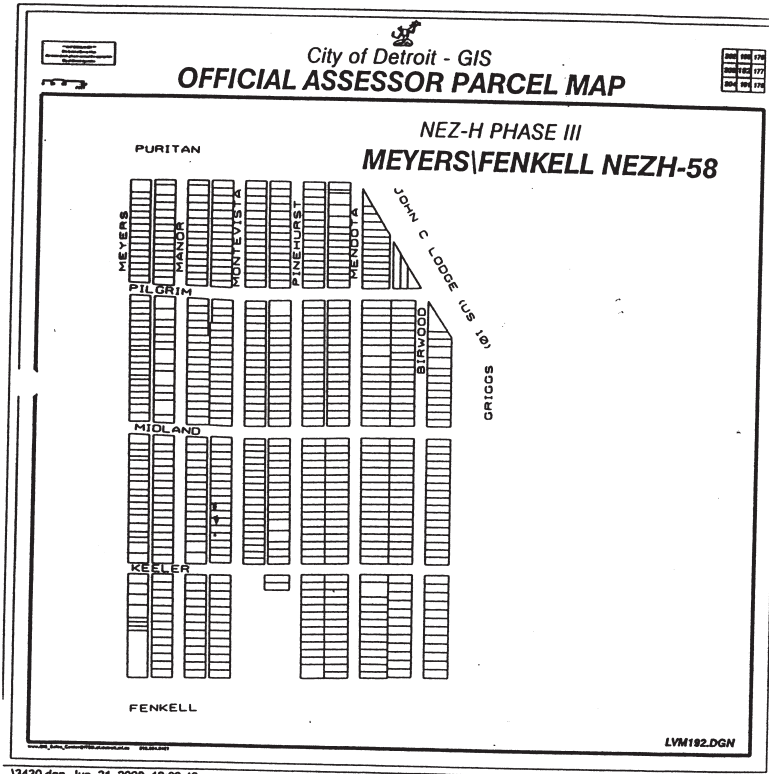 City of Detroit - GIS
OFFICIAL ASSESSOR PARCEL MAP
NEZ-H PHASE III
MEYERS\FENKELL NEZH-58
PURITAN
MEYERS
MANOR
MONTEVISTA
PINEHURST
MENDOTA
JOHN C LODGE (US 10)
PILGRIM
BIRWOOD
GRIGGS
MIDLAND
KEELER
FENKELL
LVM192.DGN